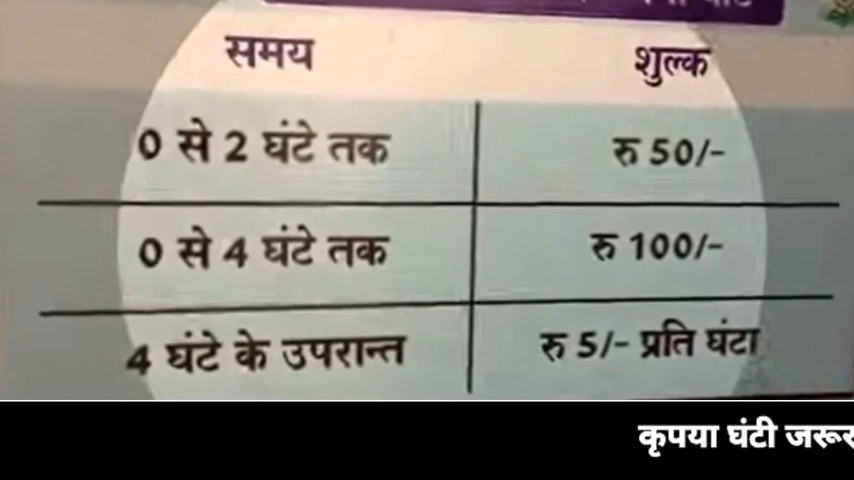 समय शुल्क
0 से 2 घंटे तक रु 50/-
0 से 4 घंटे तक रु 100/-
4 घंटे के उपरान्त रु 5/- प्रति घंटा
कृपया घंटी जरूर